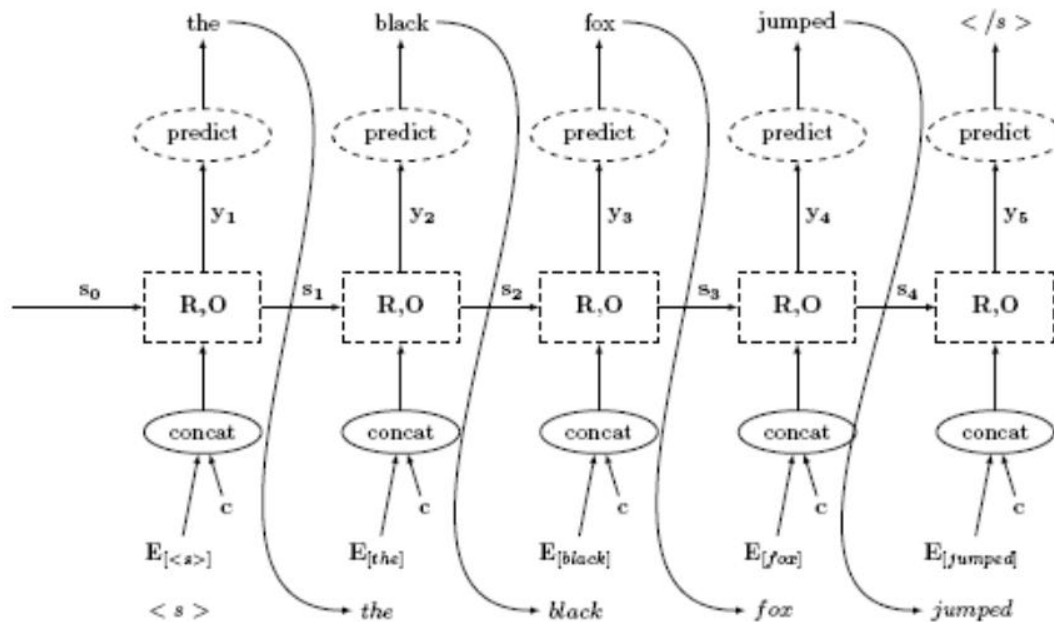 the black fox jumped </s>
predict predict predict predict predict
y₁ y₂ y₃ y₄ y₅
s₀ s₁ s₂ s₃ s₄
R,O R,O R,O R,O R,O
concat concat concat concat concat
c c c c c
E[<s>] E[the] E[black] E[fox] E[jumped]
<s> the black fox jumped